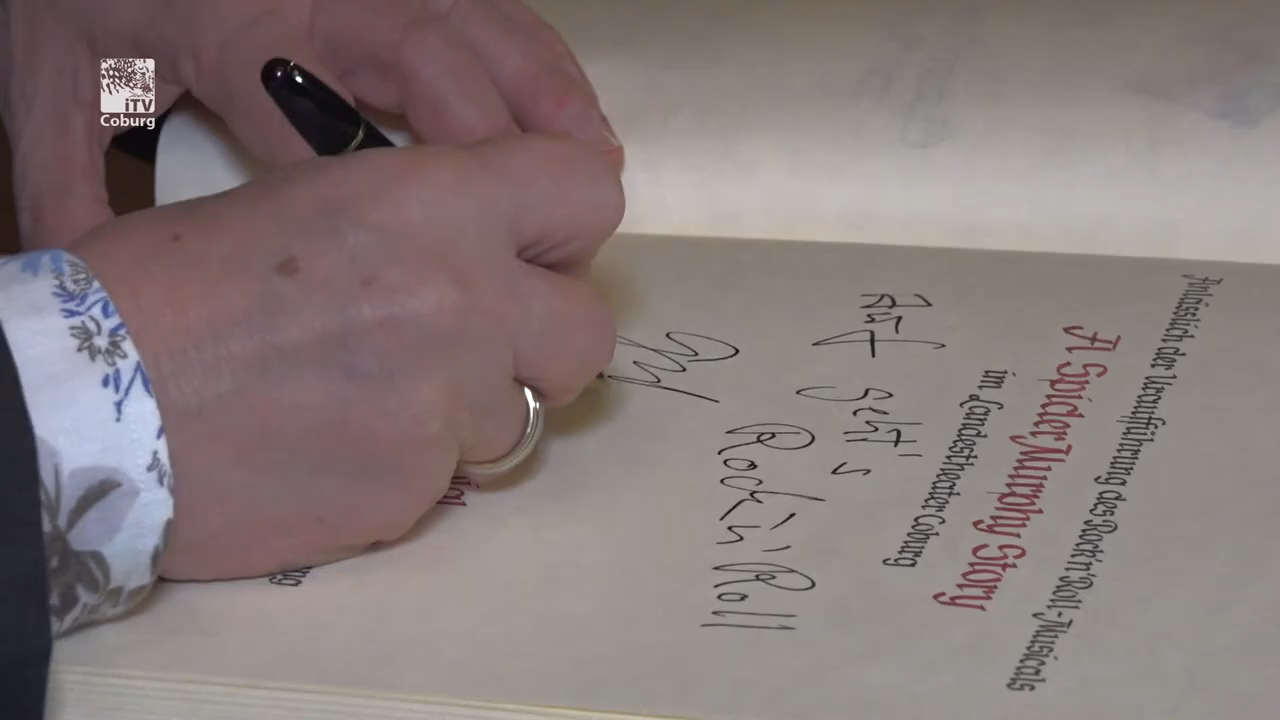 iTV
Coburg
Anlässlich der Uraufführung des Rock'n'Roll-Musicals
A Spider Murphy Story
im Landestheater Coburg
Auf geht's
Rock'n'Roll